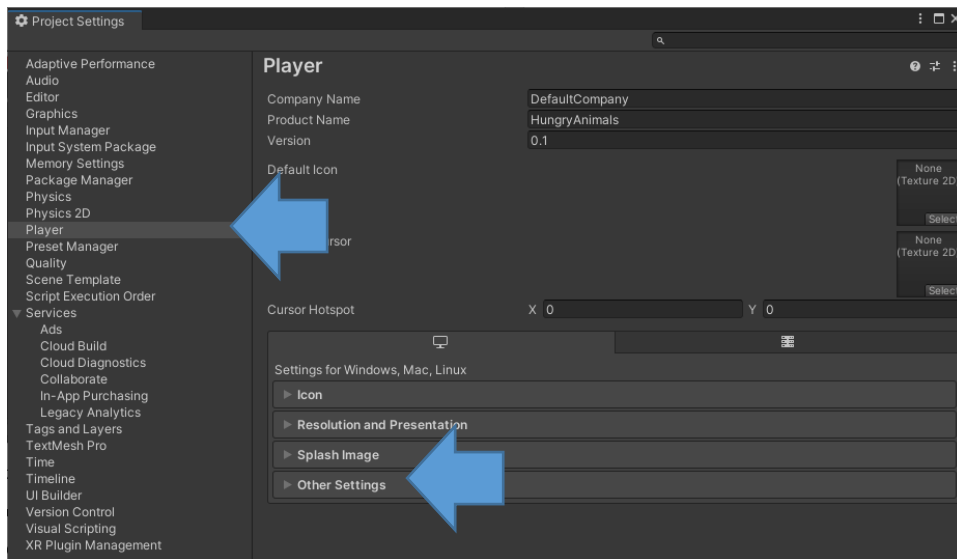 Project Settings
Adaptive Performance
Audio
Editor
Graphics
Input Manager
Input System Package
Memory Settings
Package Manager
Physics
Physics 2D
Player
Preset Manager
Quality
Scene Template
Script Execution Order
Services
Ads
Cloud Build
Cloud Diagnostics
Collaborate
In-App Purchasing
Legacy Analytics
Tags and Layers
TextMesh Pro
Time
Timeline
UI Builder
Version Control
Visual Scripting
XR Plugin Management
Player
Company Name DefaultCompany
Product Name HungryAnimals
Version 0.1
Default Icon
None
(Texture 2D
Select
None
(Texture 2D
Select
Cursor Hotspot X 0 Y 0
Settings for Windows, Mac, Linux
Icon
Resolution and Presentation
Splash Image
Other Settings